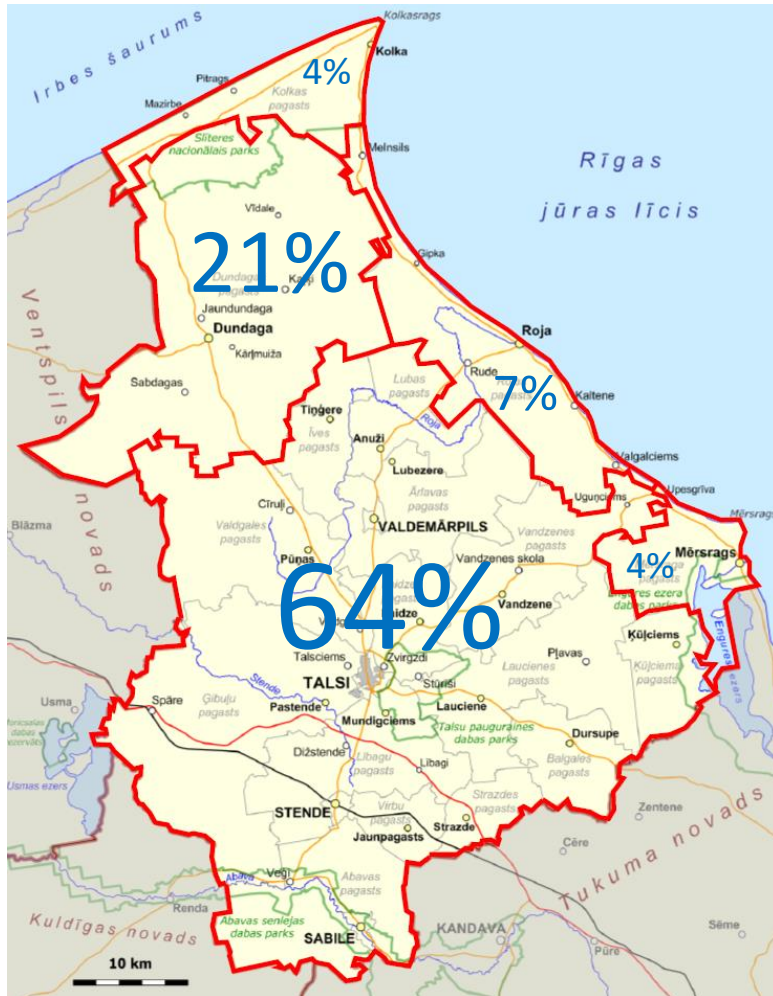 Irbes šaurums
Kolkasrags
Kolka
4%
Pitrags
Kolkas
pagasts
Mazirbe
Slīteres
nacionālais parks
Melnsils
Rīgas
jūras līcis
Vīdale
21%
Gipka
Dundagas
pagasts
Jaundundaga
Dundaga
Kārļmuiža
Roja
Ventspils novads
Sabdagas
Lubas
pagasts
Rude
7%
pagasts
Kaltene
Tiņģere
Īves
pagasts
Roja
Anuži
Lubezere
Valgalciems
Ārlavas
pagasts
Cīruļi
Uguņciems
Upesgrīva
Mērsrags
Valdgales
pagasts
VALDEMĀRPILS
Vandzenes
pagasts
Blāzma
Pūņas
Vandzenes skola
4%
Mērsrags
pagasts
64%
Vandzene
Engures ezera
dabas parks
Engures ezers
Ķūļciems
Talsciems
Zvirgzdi
Pļavas
TALSI
Stūrīši
Laucienes
pagasts
Ķūļciema
pagasts
Usma
Spāre
Ģibuļu
pagasts
Stende
Pastende
Lauciene
Mundigciems
Talsu pauguraines
dabas parks
Dursupe
Dižstende
Usmas ezers
Lībagu
pagasts
Lībagi
Balgales
pagasts
STENDE
Virbu
pagasts
Strazdes
pagasts
Strazde
Jaunpagasts
Zentene
Cēre
Tukuma novads
Veģi
Abava
Abavas
pagasts
Renda
Kuldīgas novads
Abavas senlejas
dabas parks
SABILE
KANDAVA
Sēme
Pūre
10 km